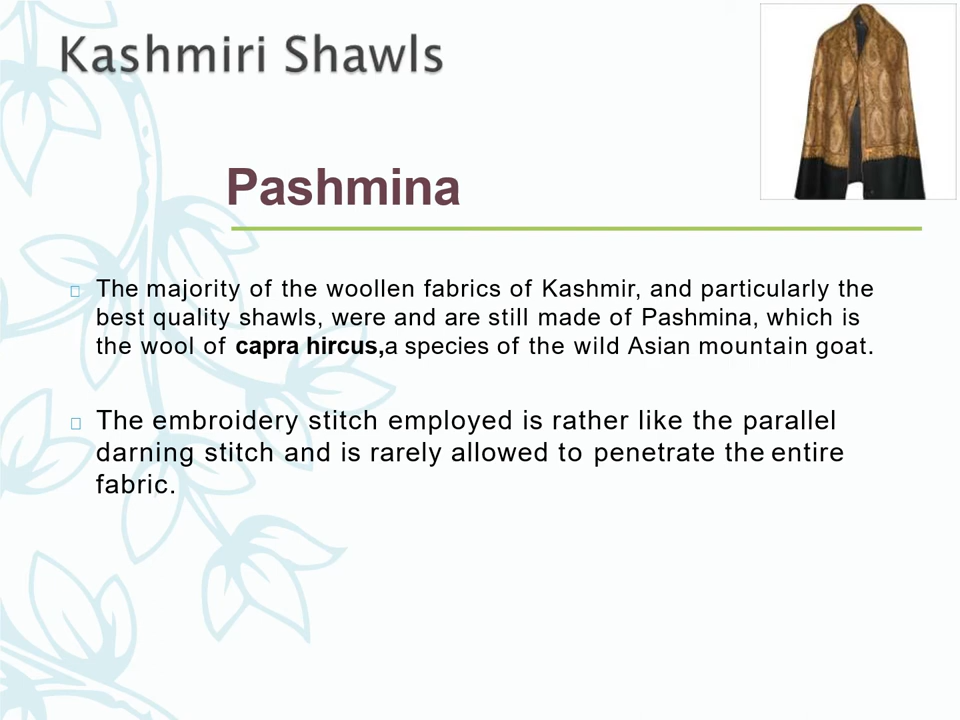 Kashmiri Shawls
Pashmina
The majority of the woollen fabrics of Kashmir, and particularly the
best quality shawls, were and are still made of Pashmina, which is
the wool of capra hircus,a species of the wild Asian mountain goat.
The embroidery stitch employed is rather like the parallel
darning stitch and is rarely allowed to penetrate the entire
fabric.